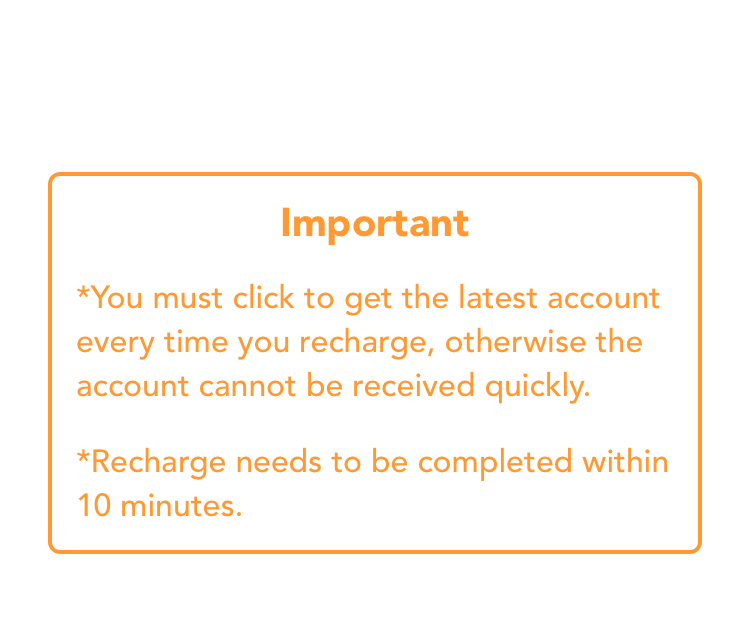 Important
*You must click to get the latest account
every time you recharge, otherwise the
account cannot be received quickly.
*Recharge needs to be completed within
10 minutes.